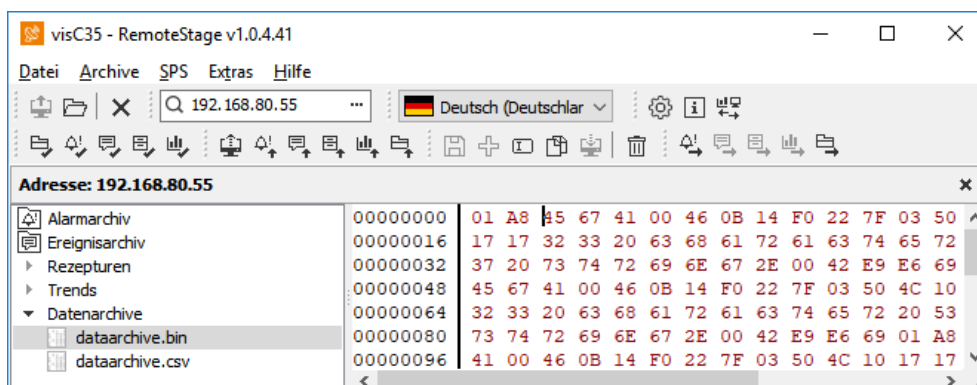 visC35 - RemoteStage v1.0.4.41
Datei Archive SPS Extras Hilfe
192.168.80.55 ... Deutsch (Deutschlar
Adresse: 192.168.80.55
Alarmarchiv
Ereignisarchiv
Rezepturen
Trends
Datenarchive
dataarchive.bin
dataarchive.csv
00000000 01 A8 45 67 41 00 46 0B 14 F0 22 7F 03 50
00000016 17 17 32 33 20 63 68 61 72 61 63 74 65 72
00000032 37 20 73 74 72 69 6E 67 2E 00 42 E9 E6 69
00000048 45 67 41 00 46 0B 14 F0 22 7F 03 50 4C 10
00000064 32 33 20 63 68 61 72 61 63 74 65 72 20 53
00000080 73 74 72 69 6E 67 2E 00 42 E9 E6 69 01 A8
00000096 41 00 46 0B 14 F0 22 7F 03 50 4C 10 17 17